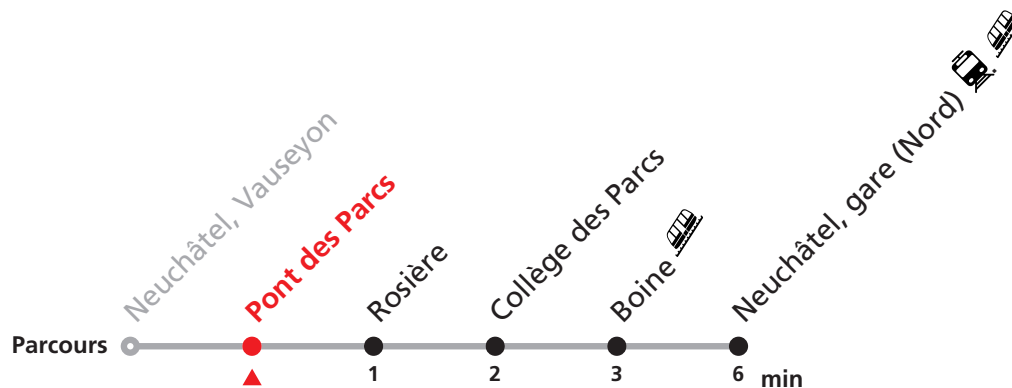 Neuchâtel, Vauseyon
Pont des Parcs
Rosière
Collège des Parcs
Boine
Neuchâtel, gare (Nord)
Parcours
1 2 3 6 min